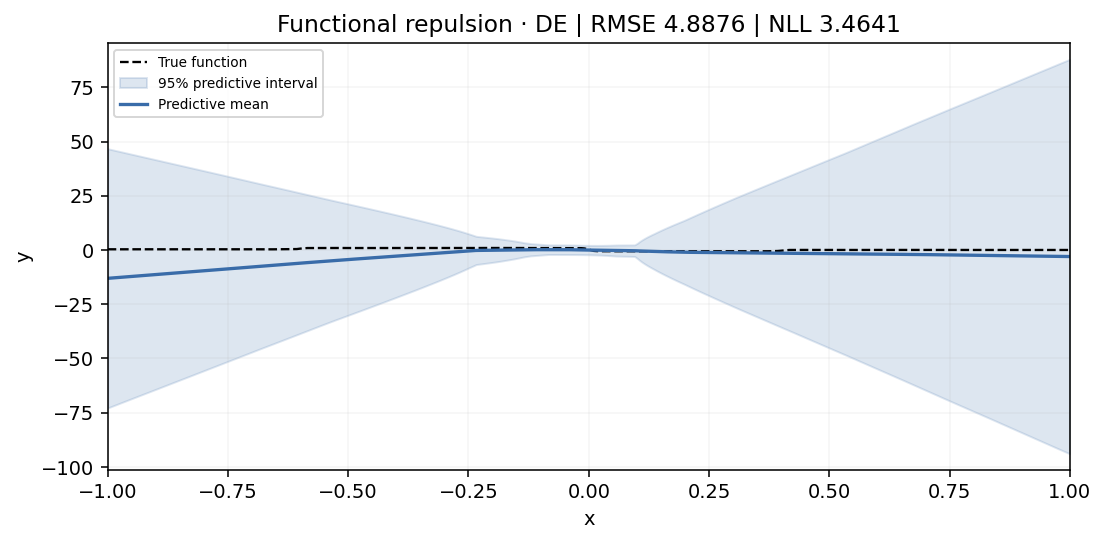 Functional repulsion · DE | RMSE 4.8876 | NLL 3.4641
True function
95% predictive interval
Predictive mean
75
50
25
0
−25
−50
−75
−100
y
−1.00 −0.75 −0.50 −0.25 0.00 0.25 0.50 0.75 1.00
x